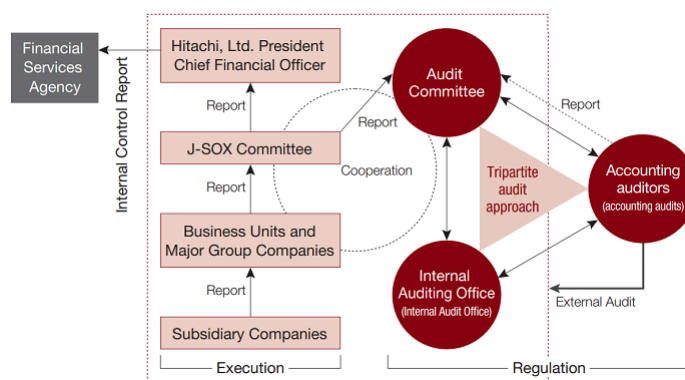 Financial
Services
Agency
Internal Control Report
Hitachi, Ltd. President
Chief Financial Officer
Report
J-SOX Committee
Report
Business Units and
Major Group Companies
Report
Subsidiary Companies
Execution
Report
Cooperation
Audit
Committee
Report
Tripartite
audit
approach
Accounting
auditors
(accounting audits)
Internal
Auditing Office
(Internal Audit Office)
External Audit
Regulation